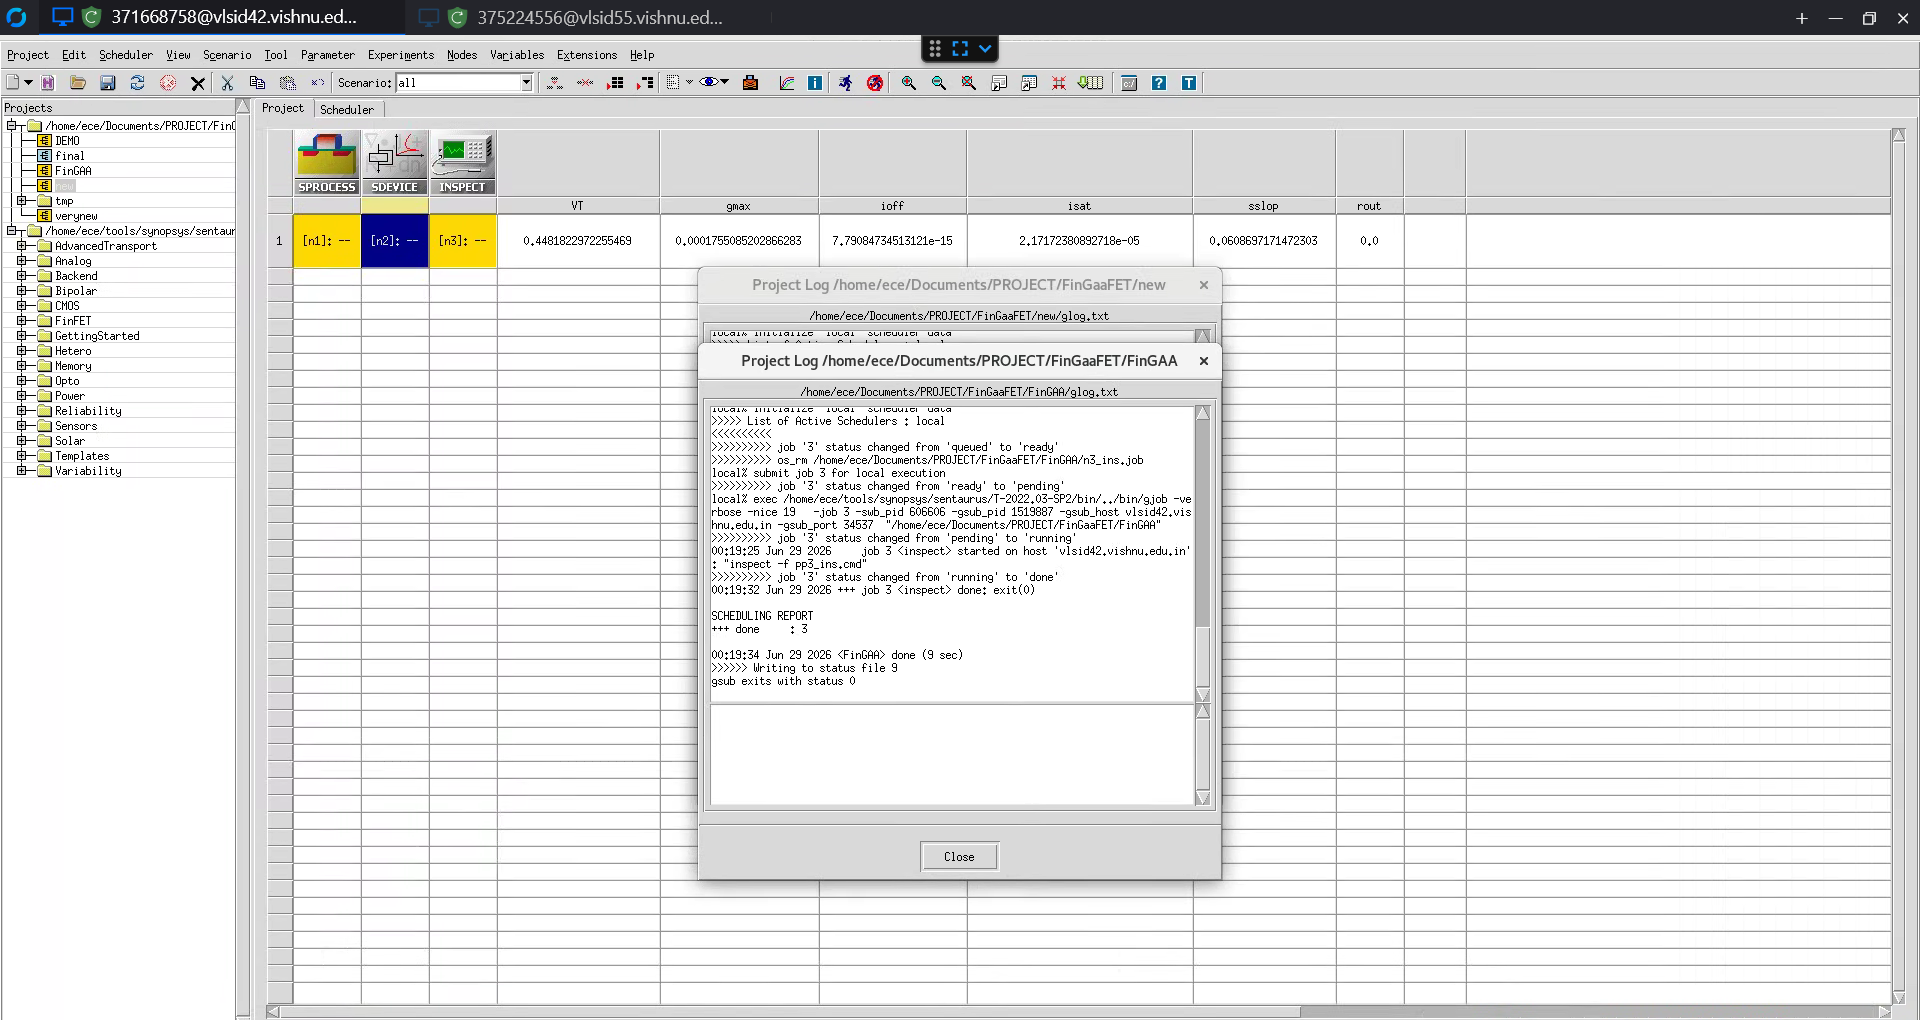 371668758@vlsid42.vishnu.ed...
375224556@vlsid55.vishnu.ed...
Project Edit Scheduler View Scenario Tool Parameter Experiments Nodes Variables Extensions Help
Scenario: all
Projects
Project Scheduler
/home/ece/Documents/PROJECT/FinG
DEMO
final
FinGAA
new
tmp
verynew
/home/ece/tools/synopsys/sentaur
AdvancedTransport
Analog
Backend
Bipolar
CMOS
FinFET
GettingStarted
Hetero
Memory
Opto
Power
Reliability
Sensors
Solar
Templates
Variability
SPROCESS SDEVICE INSPECT
VT gmax ioff isat sslop rout
1 [n1]: -- [n2]: -- [n3]: -- 0.4481822972255469 0.0001755085202866283 7.79084734513121e-15 2.17172380892718e-05 0.0608697171472303 0.0
Project Log /home/ece/Documents/PROJECT/FinGaaFET/new
/home/ece/Documents/PROJECT/FinGaaFET/new/glog.txt
local% initialize 'local' scheduler data
Project Log /home/ece/Documents/PROJECT/FinGaaFET/FinGAA
/home/ece/Documents/PROJECT/FinGaaFET/FinGAA/glog.txt
local% initialize 'local' scheduler data
>>>>> List of Active Schedulers : local
<<<<<<<<<<
>>>>>>>>>> job '3' status changed from 'queued' to 'ready'
>>>>>>>>>> os_rm /home/ece/Documents/PROJECT/FinGaaFET/FinGAA/n3_ins.job
local% submit job 3 for local execution
>>>>>>>>>> job '3' status changed from 'ready' to 'pending'
local% exec /home/ece/tools/synopsys/sentaurus/T-2022.03-SP2/bin/../bin/gjob -ve
rbose -nice 19 -job 3 -swb_pid 606606 -gsub_pid 1519887 -gsub_host vlsid42.vis
hnu.edu.in -gsub_port 34537 "/home/ece/Documents/PROJECT/FinGaaFET/FinGAA"
>>>>>>>>>> job '3' status changed from 'pending' to 'running'
00:19:25 Jun 29 2026 job 3 <inspect> started on host 'vlsid42.vishnu.edu.in'
: "inspect -f pp3_ins.cmd"
>>>>>>>>>> job '3' status changed from 'running' to 'done'
00:19:32 Jun 29 2026 +++ job 3 <inspect> done: exit(0)
SCHEDULING REPORT
+++ done : 3
00:19:34 Jun 29 2026 <FinGAA> done (9 sec)
>>>>>> Writing to status file 9
gsub exits with status 0
Close